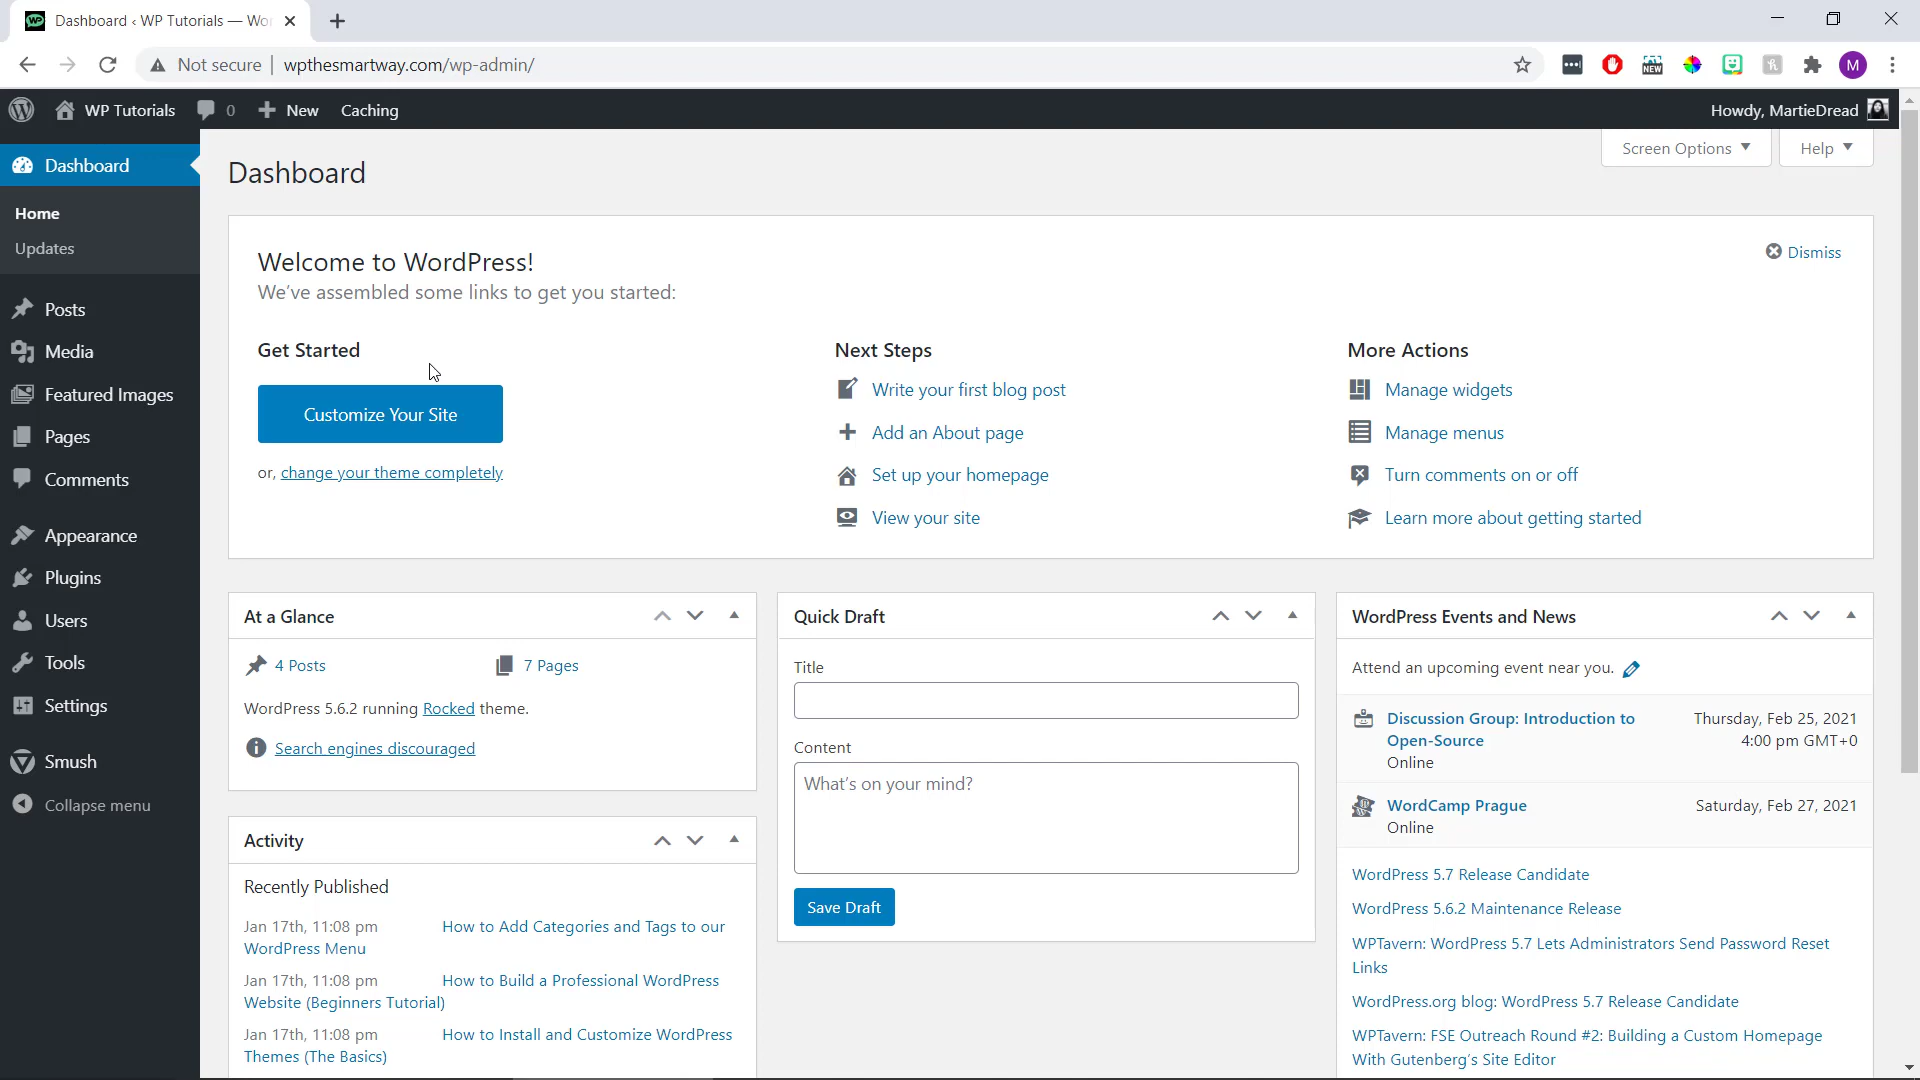 Dashboard ‹ WP Tutorials — Wor
Not secure | wpthesmartway.com/wp-admin/
NEW
M
WP Tutorials 0 New Caching
Howdy, MartieDread
Dashboard
Home
Updates
Posts
Media
Featured Images
Pages
Comments
Appearance
Plugins
Users
Tools
Settings
Smush
Collapse menu
Dashboard
Screen Options
Help
Welcome to WordPress!
We've assembled some links to get you started:
Dismiss
Get Started
Customize Your Site
or, change your theme completely
Next Steps
Write your first blog post
Add an About page
Set up your homepage
View your site
More Actions
Manage widgets
Manage menus
Turn comments on or off
Learn more about getting started
At a Glance
4 Posts
7 Pages
WordPress 5.6.2 running Rocked theme.
Search engines discouraged
Activity
Recently Published
Jan 17th, 11:08 pm How to Add Categories and Tags to our
WordPress Menu
Jan 17th, 11:08 pm How to Build a Professional WordPress
Website (Beginners Tutorial)
Jan 17th, 11:08 pm How to Install and Customize WordPress
Themes (The Basics)
Quick Draft
Title
Content
What's on your mind?
Save Draft
WordPress Events and News
Attend an upcoming event near you.
Discussion Group: Introduction to
Open-Source
Online
Thursday, Feb 25, 2021
4:00 pm GMT+0
WordCamp Prague
Online
Saturday, Feb 27, 2021
WordPress 5.7 Release Candidate
WordPress 5.6.2 Maintenance Release
WPTavern: WordPress 5.7 Lets Administrators Send Password Reset
Links
WordPress.org blog: WordPress 5.7 Release Candidate
WPTavern: FSE Outreach Round #2: Building a Custom Homepage
With Gutenberg's Site Editor